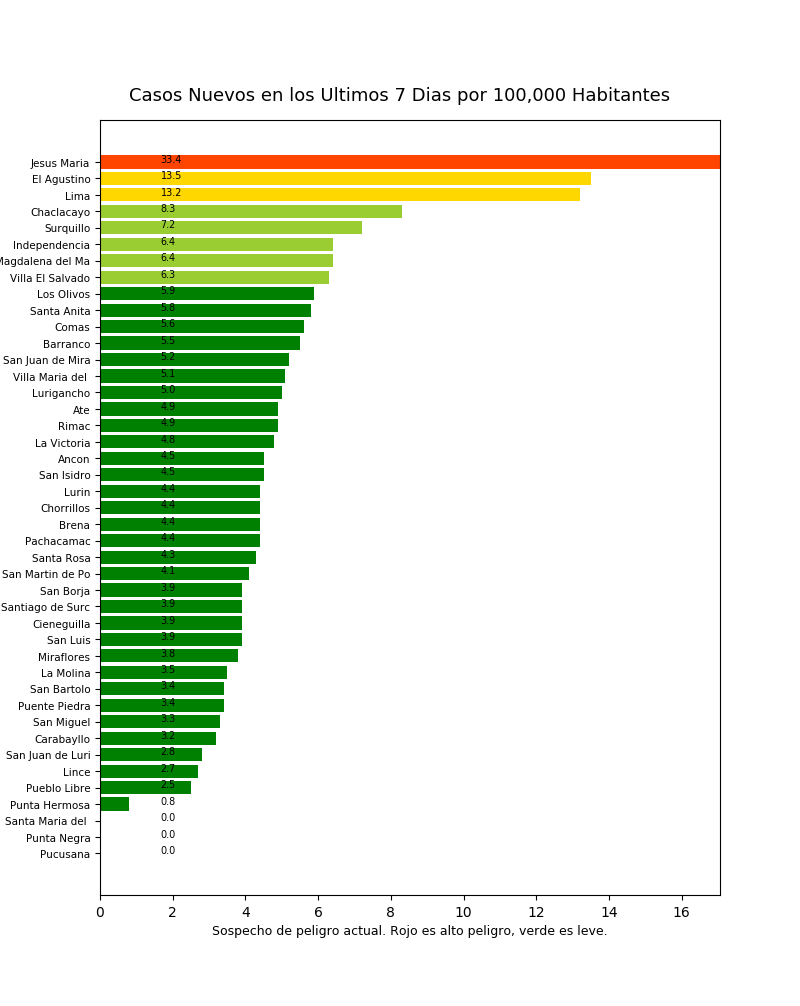 Casos Nuevos en los Ultimos 7 Dias por 100,000 Habitantes
Jesus Maria 33.4
El Agustino 13.5
Lima 13.2
Chaclacayo 8.3
Surquillo 7.2
Independencia 6.4
Magdalena del Ma 6.4
Villa El Salvado 6.3
Los Olivos 5.9
Santa Anita 5.8
Comas 5.6
Barranco 5.5
San Juan de Mira 5.2
Villa Maria del 5.1
Lurigancho 5.0
Ate 4.9
Rimac 4.9
La Victoria 4.8
Ancon 4.5
San Isidro 4.5
Lurin 4.4
Chorrillos 4.4
Brena 4.4
Pachacamac 4.4
Santa Rosa 4.3
San Martin de Po 4.1
San Borja 3.9
Santiago de Surc 3.9
Cieneguilla 3.9
San Luis 3.9
Miraflores 3.8
La Molina 3.5
San Bartolo 3.4
Puente Piedra 3.4
San Miguel 3.3
Carabayllo 3.2
San Juan de Luri 2.8
Lince 2.7
Pueblo Libre 2.5
Punta Hermosa 0.8
Santa Maria del 0.0
Punta Negra 0.0
Pucusana 0.0
0 2 4 6 8 10 12 14 16
Sospecho de peligro actual. Rojo es alto peligro, verde es leve.